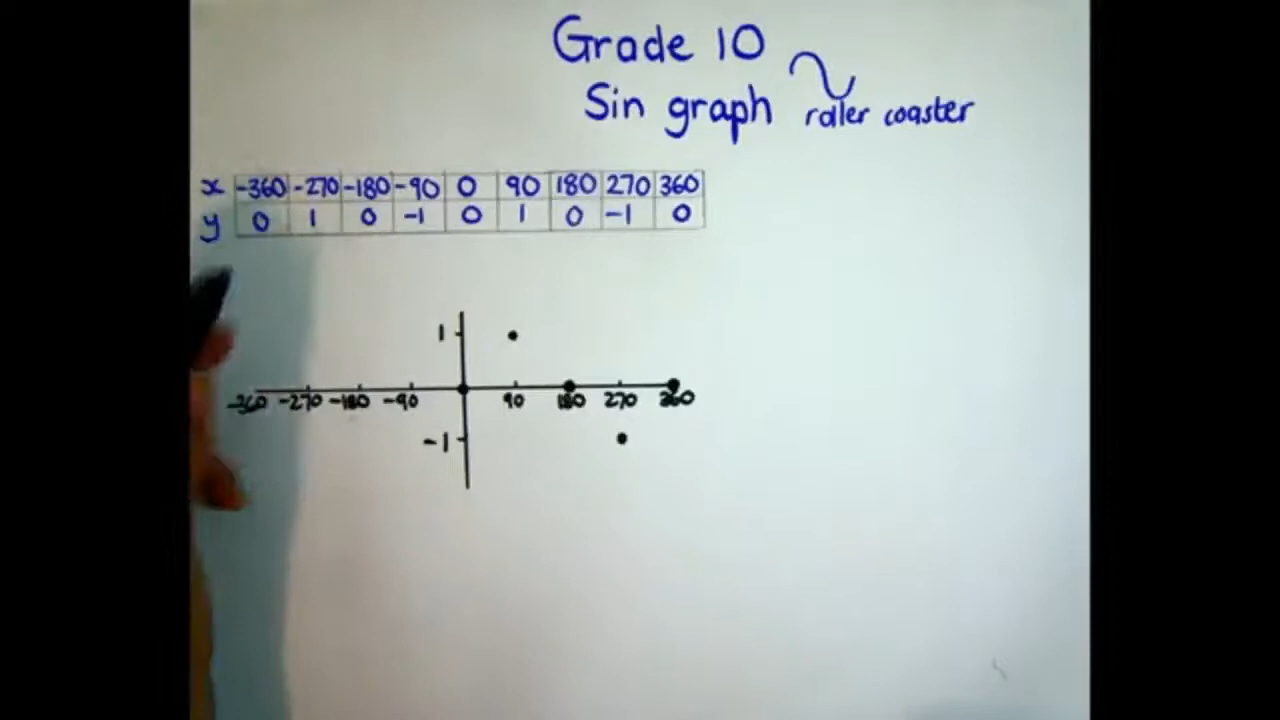 Grade 10
Sin graph roller coaster
x -360 -270 -180 -90 0 90 180 270 360
y 0 1 0 -1 0 1 0 -1 0
1
-360 -270 -180 -90 90 180 270 360
-1